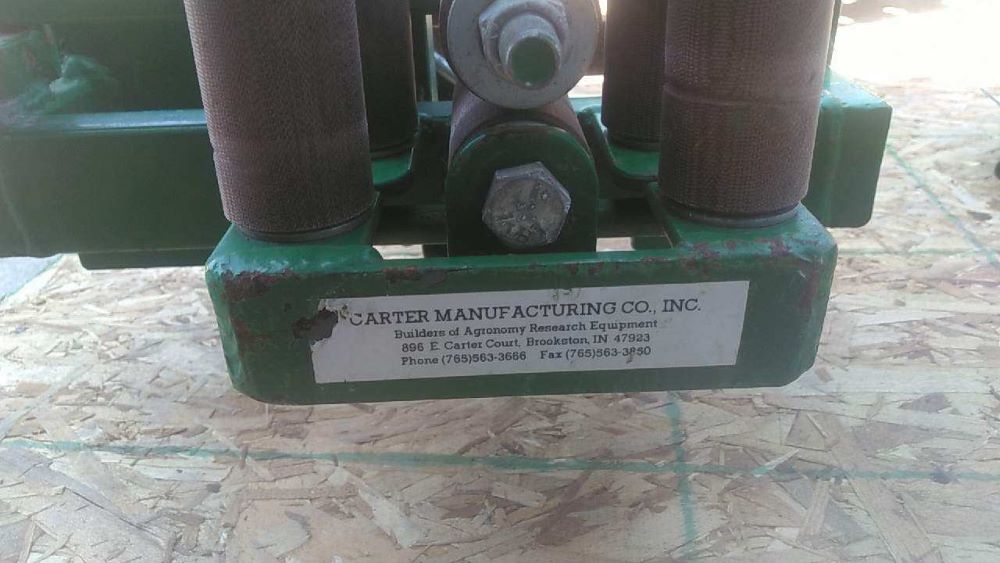 CARTER MANUFACTURING CO., INC.
Builders of Agronomy Research Equipment
896 E. Carter Court, Brookston, IN 47923
Phone (765)563-3666 Fax (765)563-3850